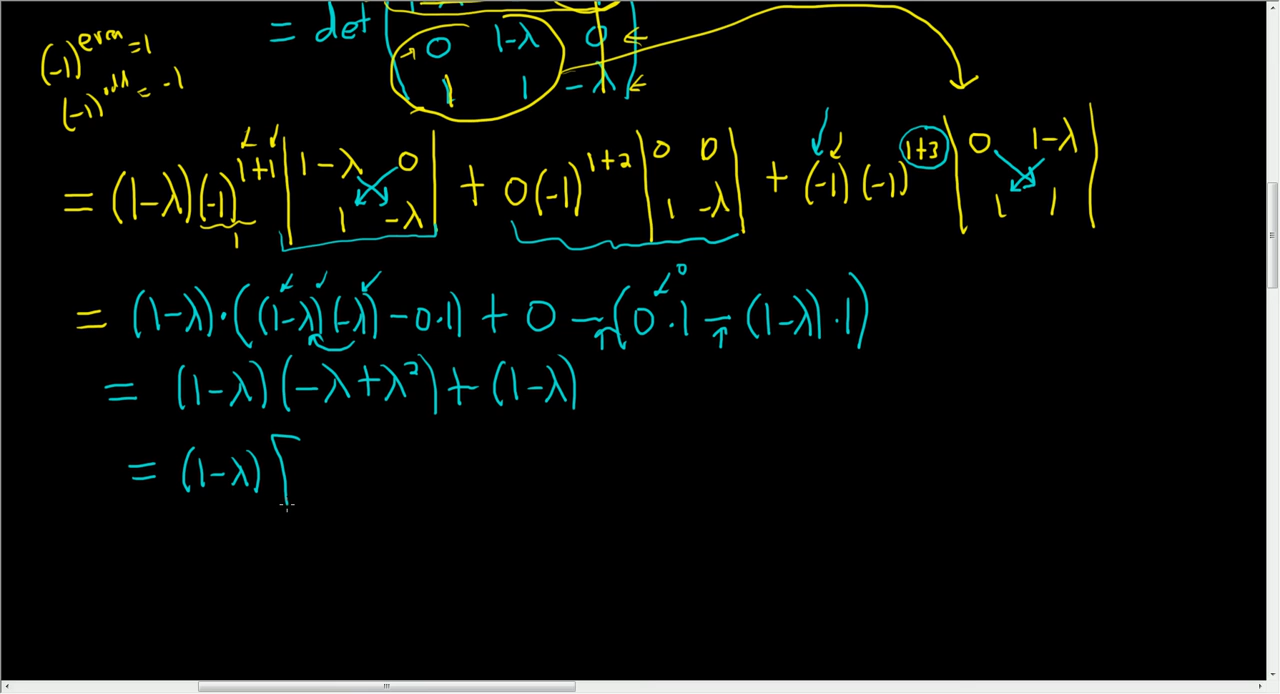 (-1)^even = 1
(-1)^odd = -1
= det
0 1-λ 0
1 1 -λ
= (1-λ)(-1)^1+1 | 1-λ 0 | + 0(-1)^1+2 | 0 0 | + (-1)(-1)^1+3 | 0 1-λ |
1 | 1 -λ | | 1 -λ | | 1 1 |
= (1-λ)·((1-λ)(-λ) - 0·1) + 0 - (0·1 - (1-λ)·1)
0
= (1-λ)(-λ+λ²) + (1-λ)
= (1-λ)[